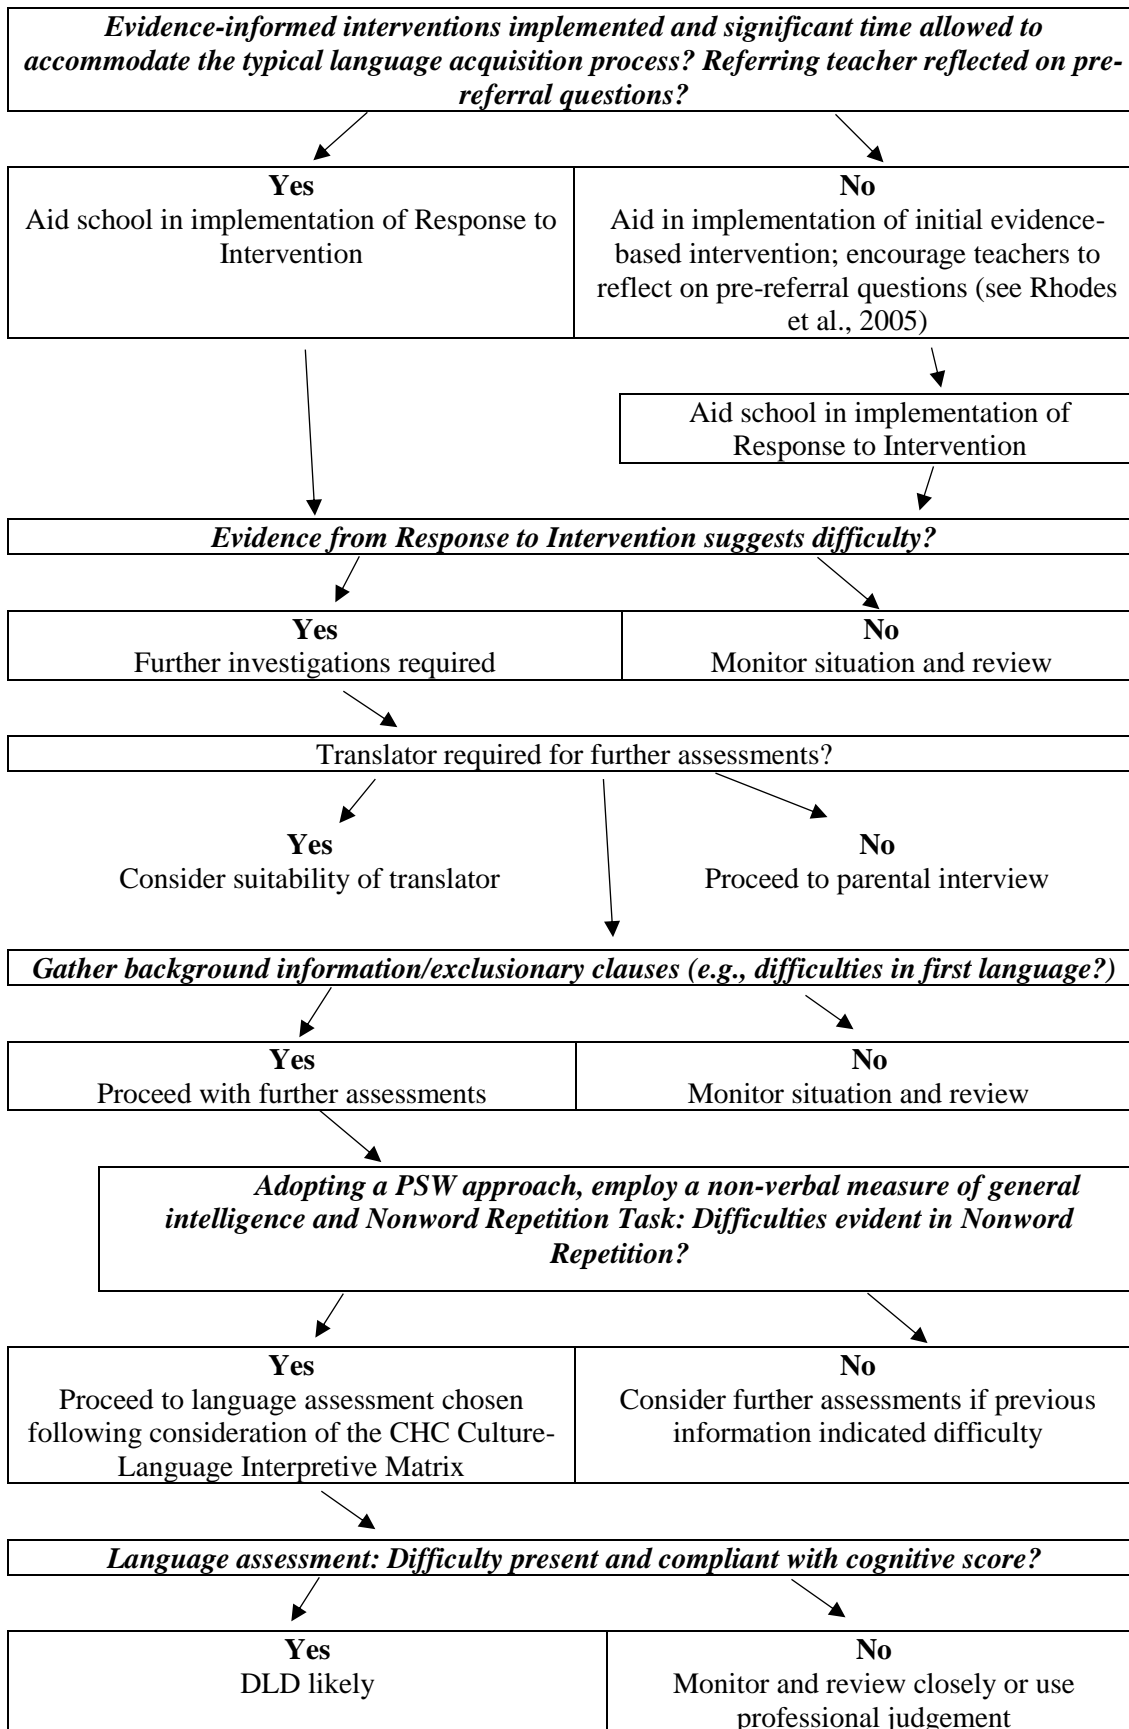 Evidence-informed interventions implemented and significant time allowed to
accommodate the typical language acquisition process? Referring teacher reflected on pre-
referral questions?
Yes
Aid school in implementation of Response to
Intervention
No
Aid in implementation of initial evidence-
based intervention; encourage teachers to
reflect on pre-referral questions (see Rhodes
et al., 2005)
Aid school in implementation of
Response to Intervention
Evidence from Response to Intervention suggests difficulty?
Yes
Further investigations required
No
Monitor situation and review
Translator required for further assessments?
Yes
Consider suitability of translator
No
Proceed to parental interview
Gather background information/exclusionary clauses (e.g., difficulties in first language?)
Yes
Proceed with further assessments
No
Monitor situation and review
Adopting a PSW approach, employ a non-verbal measure of general
intelligence and Nonword Repetition Task: Difficulties evident in Nonword
Repetition?
Yes
Proceed to language assessment chosen
following consideration of the CHC Culture-
Language Interpretive Matrix
No
Consider further assessments if previous
information indicated difficulty
Language assessment: Difficulty present and compliant with cognitive score?
Yes
DLD likely
No
Monitor and review closely or use
professional judgement